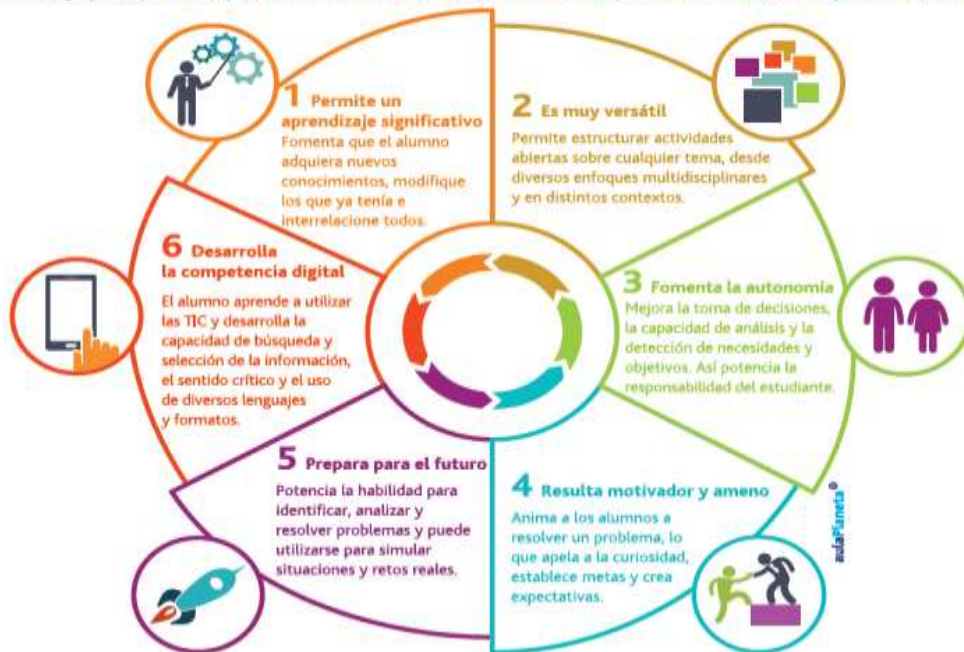 1 Permite un
aprendizaje significativo
Fomenta que el alumno
adquiera nuevos
conocimientos, modifique
los que ya tenía e
interrelacione todos.
2 Es muy versátil
Permite estructurar actividades
abiertas sobre cualquier tema, desde
diversos enfoques multidisciplinares
y en distintos contextos.
3 Fomenta la autonomía
Mejora la toma de decisiones,
la capacidad de análisis y la
detección de necesidades y
objetivos. Así potencia la
responsabilidad del estudiante.
4 Resulta motivador y ameno
Anima a los alumnos a
resolver un problema, lo
que apela a la curiosidad,
establece metas y crea
expectativas.
5 Prepara para el futuro
Potencia la habilidad para
identificar, analizar y
resolver problemas y puede
utilizarse para simular
situaciones y retos reales.
6 Desarrolla
la competencia digital
El alumno aprende a utilizar
las TIC y desarrolla la
capacidad de búsqueda y
selección de la información,
el sentido crítico y el uso
de diversos lenguajes
y formatos.
aulaPlaneta